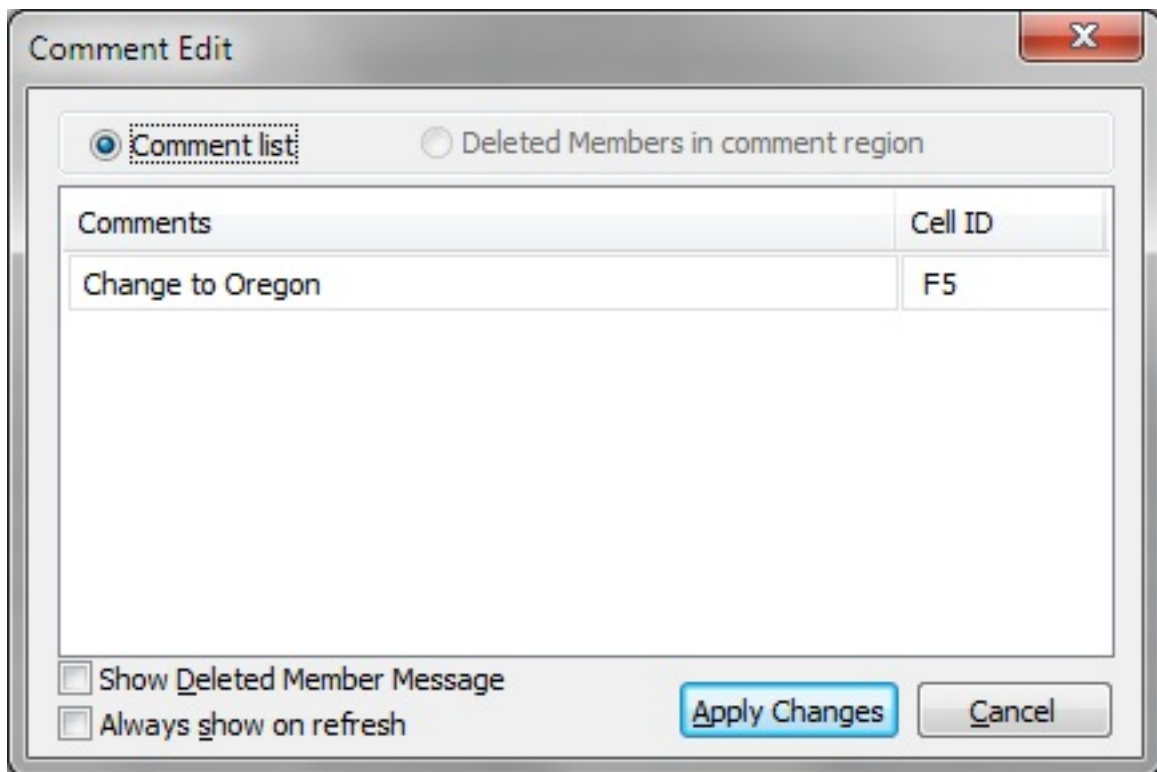 Comment Edit
Comment list Deleted Members in comment region
Comments Cell ID
Change to Oregon F5
Show Deleted Member Message
Always show on refresh
Apply Changes Cancel